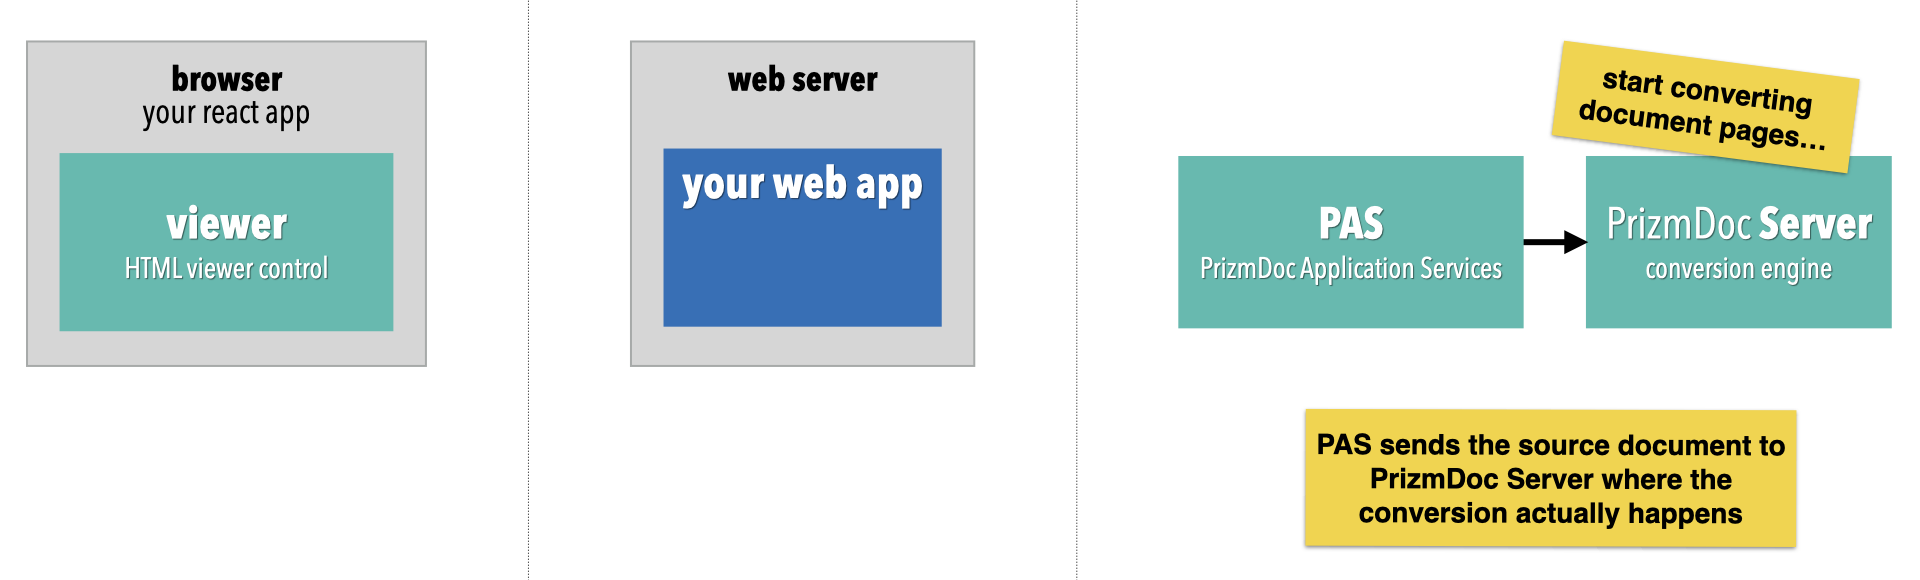 browser
your react app
viewer
HTML viewer control
web server
your web app
start converting
document pages...
PAS
PrizmDoc Application Services
PrizmDoc Server
conversion engine
PAS sends the source document to
PrizmDoc Server where the
conversion actually happens